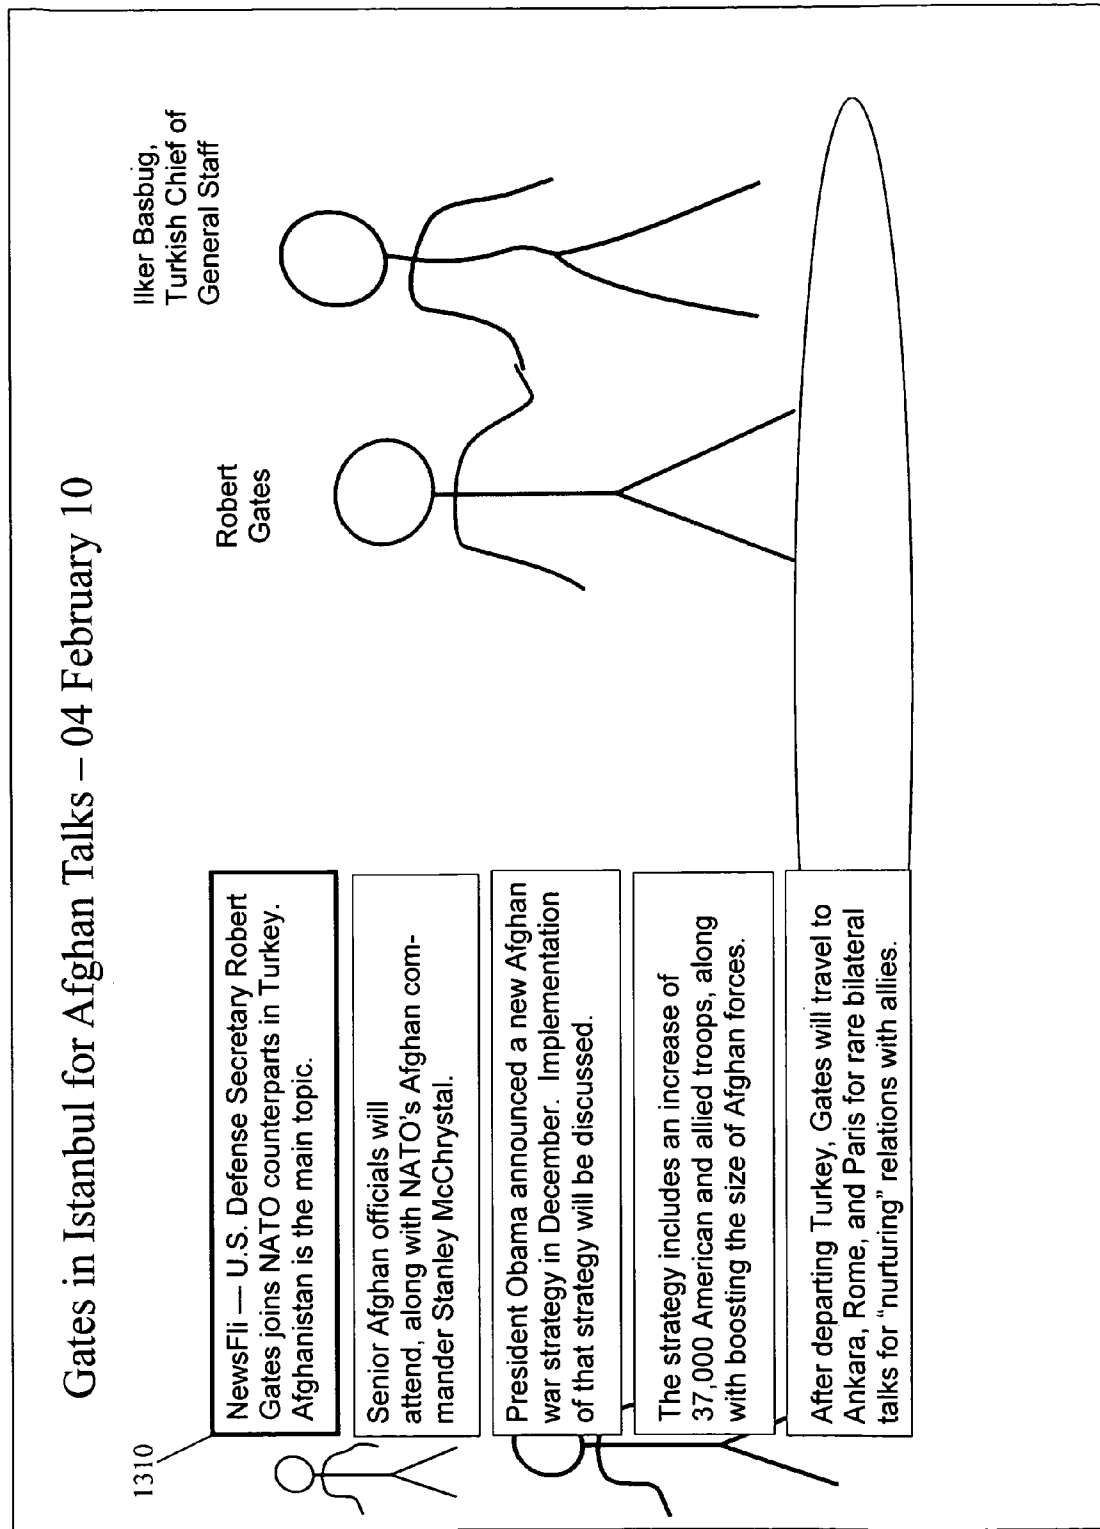 Gates in Istanbul for Afghan Talks – 04 February 10
1310
NewsFli — U.S. Defense Secretary Robert
Gates joins NATO counterparts in Turkey.
Afghanistan is the main topic.
Senior Afghan officials will
attend, along with NATO's Afghan com-
mander Stanley McChrystal.
President Obama announced a new Afghan
war strategy in December.  Implementation
of that strategy will be discussed.
The strategy includes an increase of
37,000 American and allied troops, along
with boosting the size of Afghan forces.
After departing Turkey, Gates will travel to
Ankara, Rome, and Paris for rare bilateral
talks for "nurturing" relations with allies.
Robert
Gates
Ilker Basbug,
Turkish Chief of
General Staff